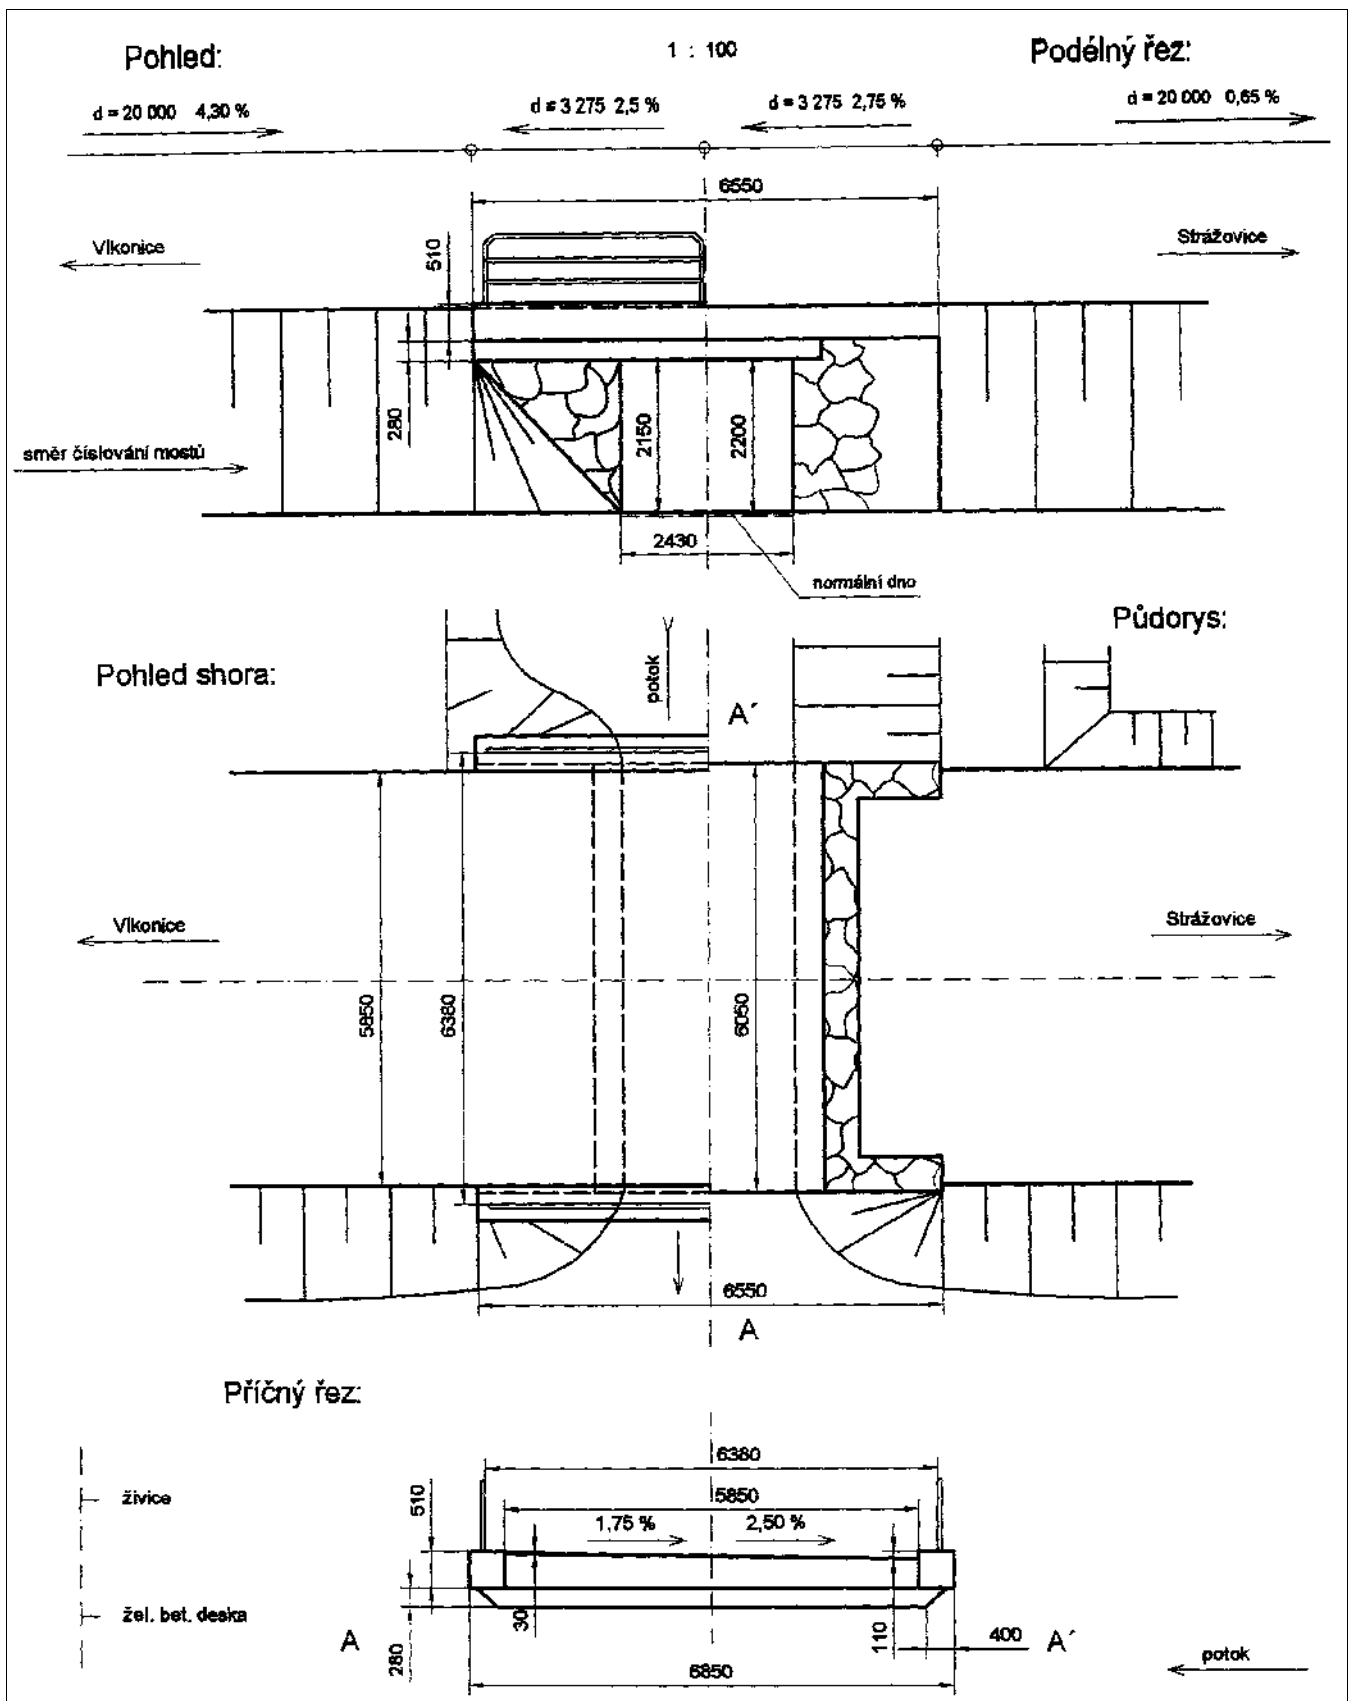 Pohled:
1 : 100
Podélný řez:
d = 20 000 4,30 %
d = 3 275 2,5 %
d = 3 275 2,75 %
d = 20 000 0,65 %
6550
Vlkonice
510
Strážovice
280
2150
2200
směr číslování mostů
2430
normální dno
Půdorys:
Pohled shora:
potok
A´
Vlkonice
Strážovice
5850
6380
6050
6550
A
Příčný řez:
6380
živice
510
5850
1,75 %
2,50 %
žel. bet. deska
30
110
A
280
400
A´
potok
6850